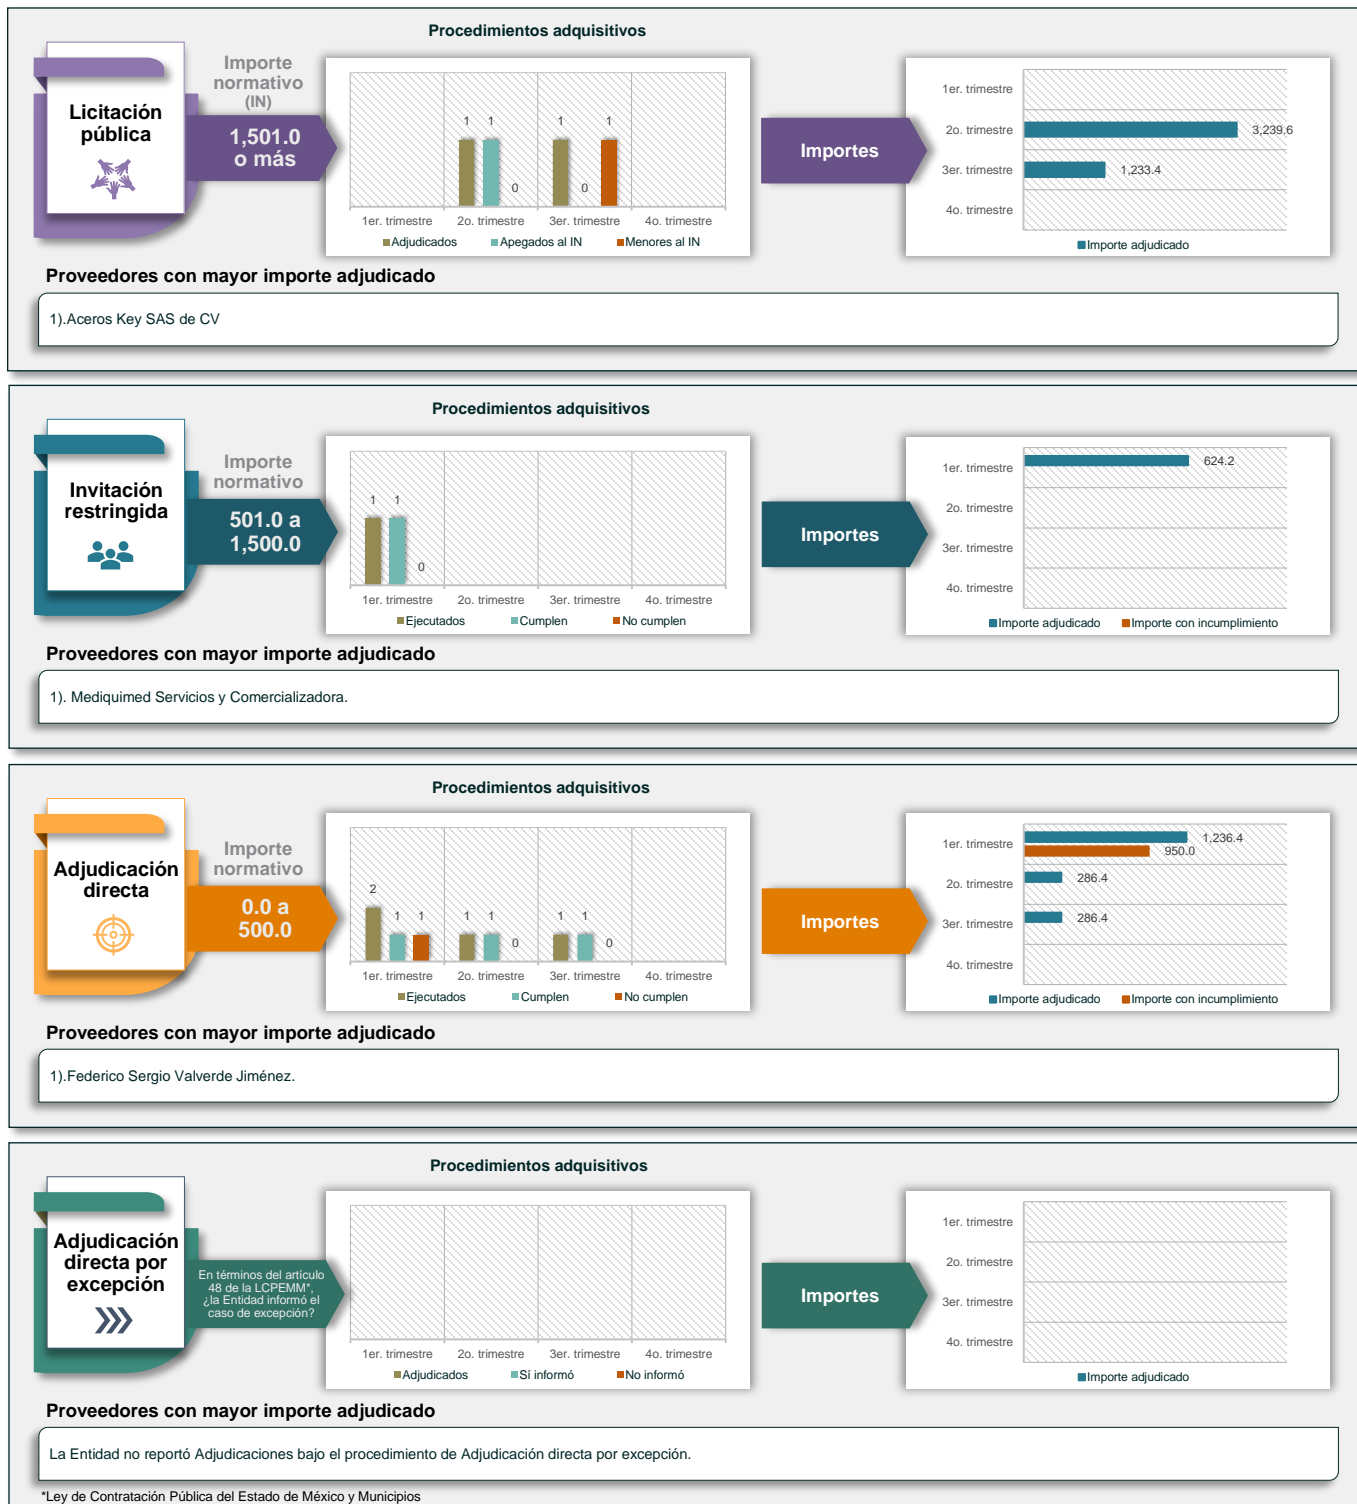 Procedimientos adquisitivos
Licitación
pública
Importe
normativo
(IN)
1,501.0
o más
1 1 0 1 0 1
1er. trimestre 2o. trimestre 3er. trimestre 4o. trimestre
Adjudicados Apegados al IN Menores al IN
Importes
1er. trimestre
2o. trimestre 3,239.6
3er. trimestre 1,233.4
4o. trimestre
Importe adjudicado
Proveedores con mayor importe adjudicado
1).Aceros Key SAS de CV
Procedimientos adquisitivos
Invitación
restringida
Importe
normativo
501.0 a
1,500.0
1 1 0
1er. trimestre 2o. trimestre 3er. trimestre 4o. trimestre
Ejecutados Cumplen No cumplen
Importes
1er. trimestre 624.2
2o. trimestre
3er. trimestre
4o. trimestre
Importe adjudicado Importe con incumplimiento
Proveedores con mayor importe adjudicado
1). Mediquimed Servicios y Comercializadora.
Procedimientos adquisitivos
Adjudicación
directa
Importe
normativo
0.0 a
500.0
2 1 1 1 1 0 1 1 0
1er. trimestre 2o. trimestre 3er. trimestre 4o. trimestre
Ejecutados Cumplen No cumplen
Importes
1er. trimestre 1,236.4
950.0
2o. trimestre 286.4
3er. trimestre 286.4
4o. trimestre
Importe adjudicado Importe con incumplimiento
Proveedores con mayor importe adjudicado
1).Federico Sergio Valverde Jiménez.
Procedimientos adquisitivos
Adjudicación
directa por
excepción
En términos del artículo
48 de la LCPEMM*,
¿la Entidad informó el
caso de excepción?
1er. trimestre 2o. trimestre 3er. trimestre 4o. trimestre
Adjudicados Sí informó No informó
Importes
1er. trimestre
2o. trimestre
3er. trimestre
4o. trimestre
Importe adjudicado
Proveedores con mayor importe adjudicado
La Entidad no reportó Adjudicaciones bajo el procedimiento de Adjudicación directa por excepción.
*Ley de Contratación Pública del Estado de México y Municipios